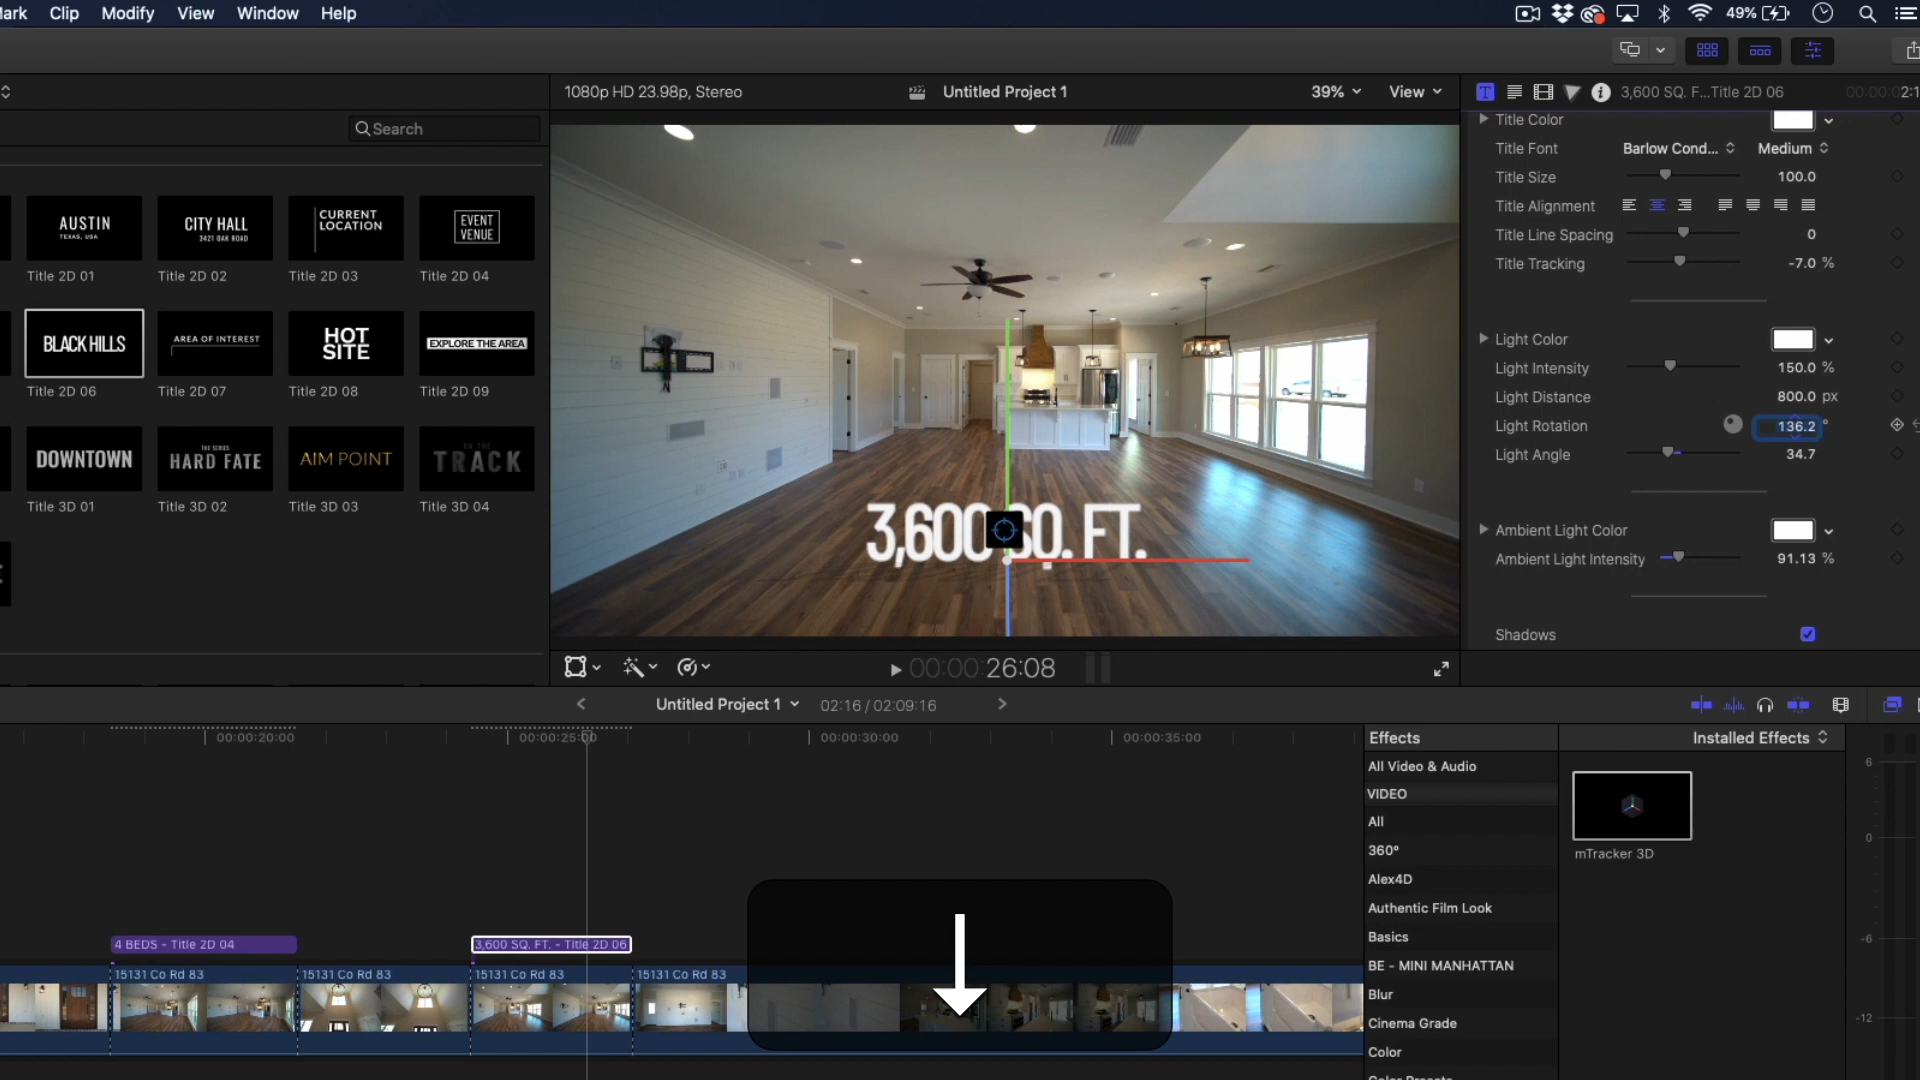 Clip Modify View Window Help
49%
1080p HD 23.98p, Stereo
Untitled Project 1
39%
View
3,600 SQ. F...Title 2D 06
00:00:02:1
Search
AUSTIN
TEXAS, USA
CITY HALL
3421 OAK ROAD
CURRENT
LOCATION
EVENT
VENUE
Title 2D 01
Title 2D 02
Title 2D 03
Title 2D 04
BLACK HILLS
AREA OF INTEREST
HOT
SITE
EXPLORE THE AREA
Title 2D 06
Title 2D 07
Title 2D 08
Title 2D 09
DOWNTOWN
THE SERIES
HARD FATE
AIM POINT
ON THE
TRACK
Title 3D 01
Title 3D 02
Title 3D 03
Title 3D 04
3,600 SQ. FT.
Title Color
Title Font
Barlow Cond...
Medium
Title Size
100.0
Title Alignment
Title Line Spacing
0
Title Tracking
-7.0 %
Light Color
Light Intensity
150.0 %
Light Distance
800.0 px
Light Rotation
136.2 °
Light Angle
34.7
Ambient Light Color
Ambient Light Intensity
91.13 %
Shadows
00:00:26:08
Untitled Project 1
02:16 / 02:09:16
00:00:20:00
00:00:25:00
00:00:30:00
00:00:35:00
4 BEDS - Title 2D 04
3,600 SQ. FT. - Title 2D 06
15131 Co Rd 83
15131 Co Rd 83
15131 Co Rd 83
15131 Co Rd 83
Effects
Installed Effects
All Video & Audio
VIDEO
All
360°
Alex4D
Authentic Film Look
Basics
BE - MINI MANHATTAN
Blur
Cinema Grade
Color
mTracker 3D
6
0
-6
-12